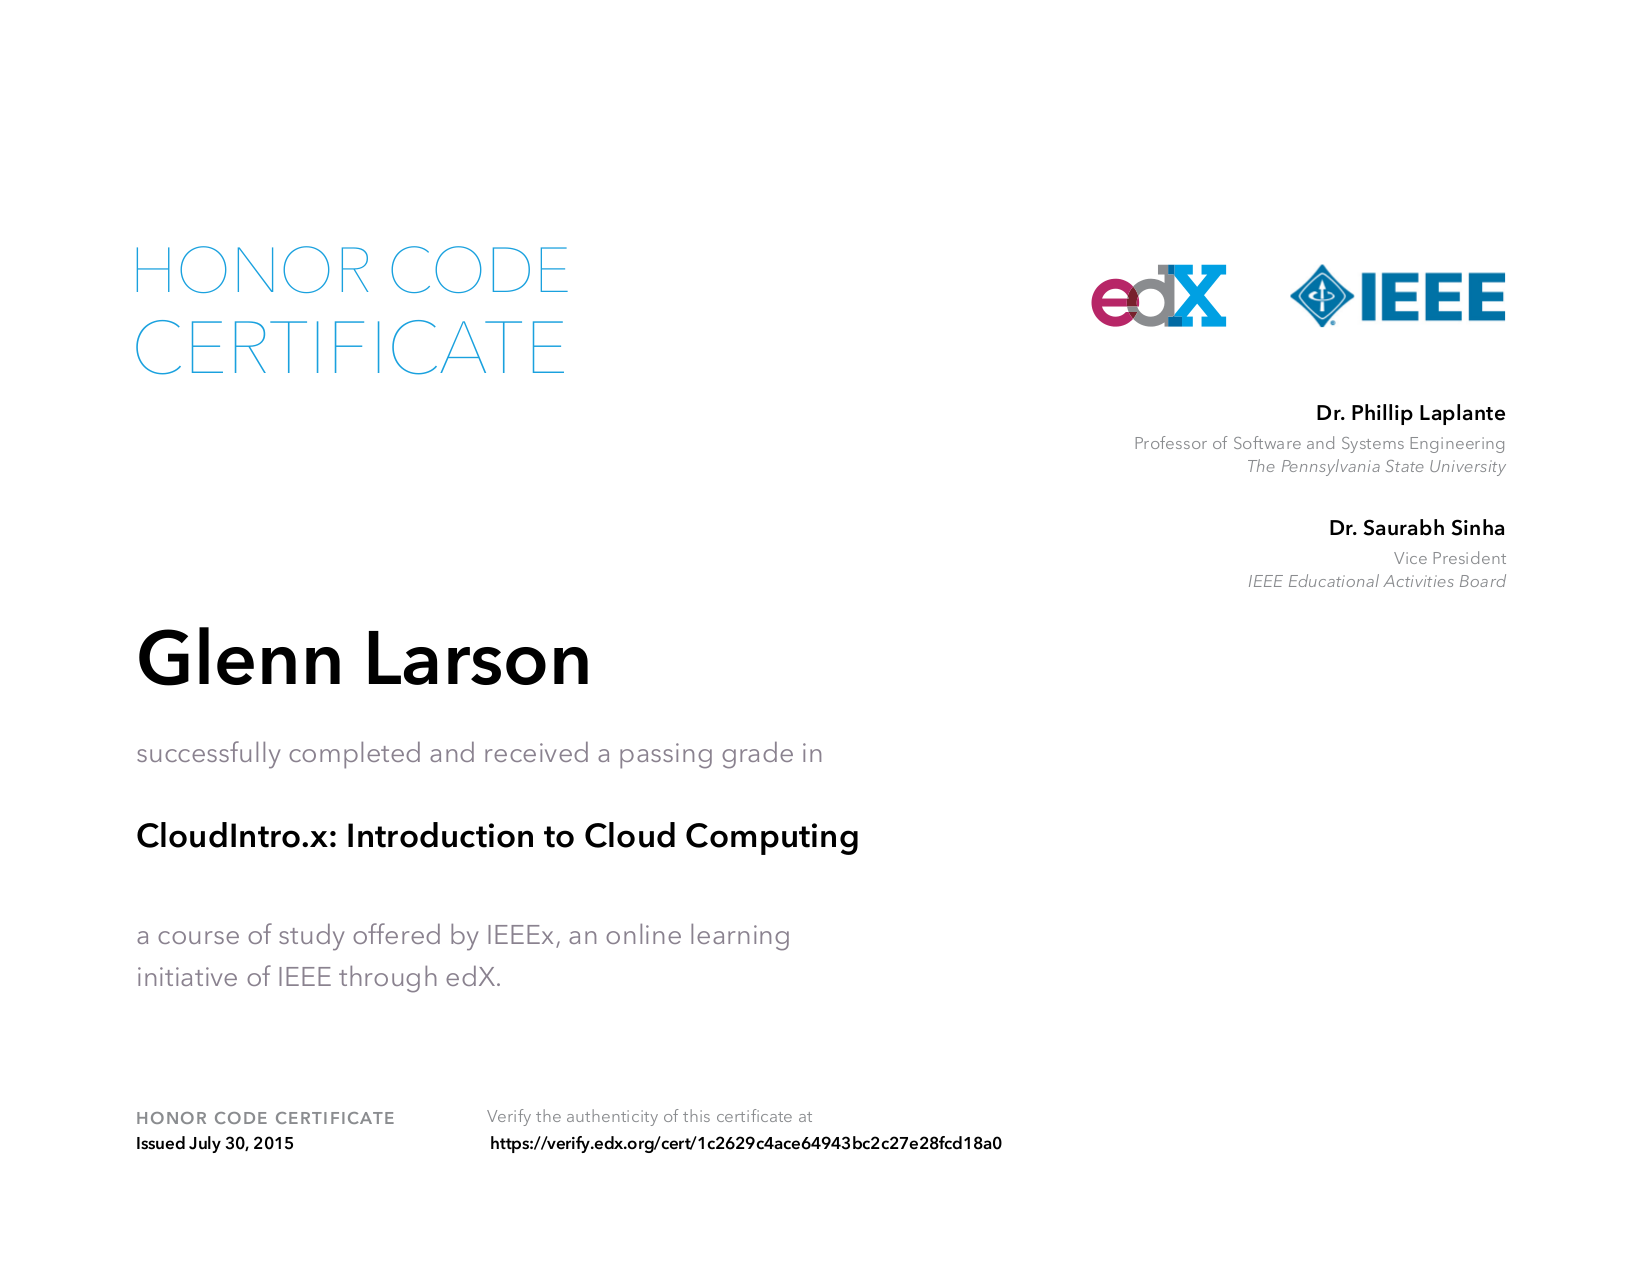 HONOR CODE
CERTIFICATE
edX
IEEE
Dr. Phillip Laplante
Professor of Software and Systems Engineering
The Pennsylvania State University
Dr. Saurabh Sinha
Vice President
IEEE Educational Activities Board
Glenn Larson
successfully completed and received a passing grade in
CloudIntro.x: Introduction to Cloud Computing
a course of study offered by IEEEx, an online learning
initiative of IEEE through edX.
HONOR CODE CERTIFICATE
Issued July 30, 2015
Verify the authenticity of this certificate at
https://verify.edx.org/cert/1c2629c4ace64943bc2c27e28fcd18a0